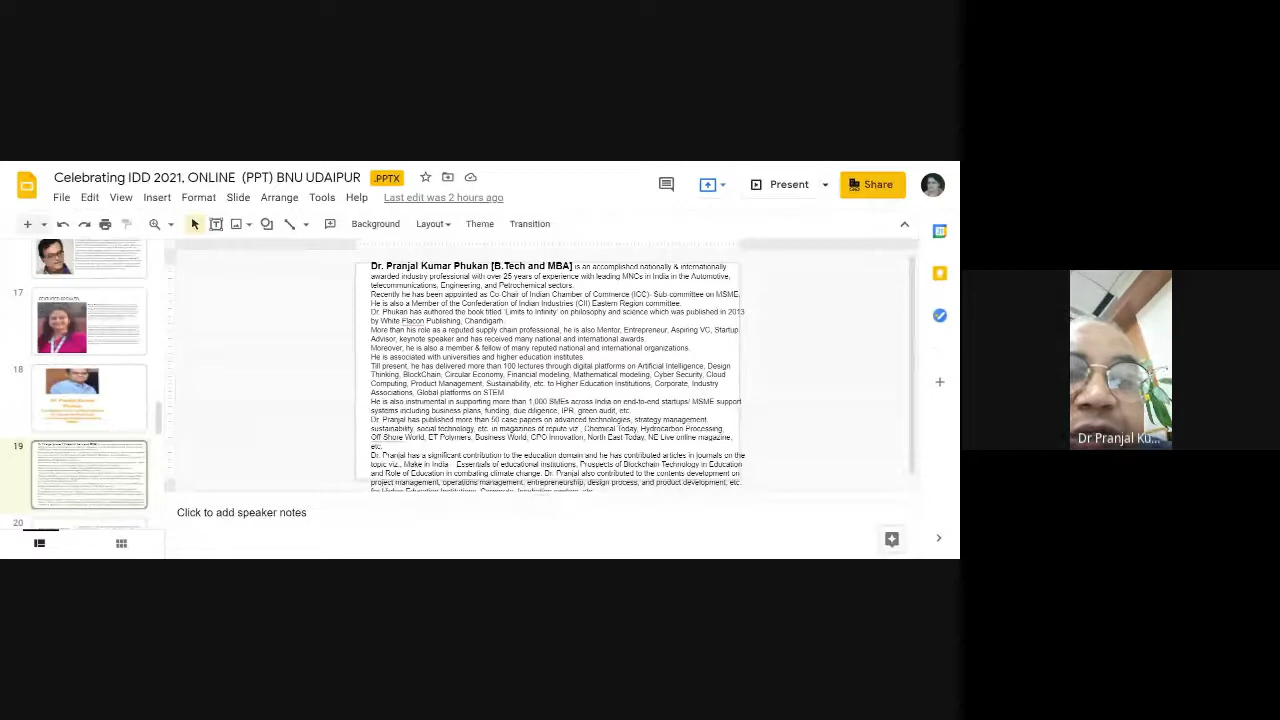 Celebrating IDD 2021, ONLINE (PPT) BNU UDAIPUR .PPTX
File Edit View Insert Format Slide Arrange Tools Help Last edit was 2 hours ago
Present
Share
Background Layout Theme Transition
17
18
Dr. Pranjal Kumar
Phukan
19
20
Dr. Pranjal Kumar Phukan [B.Tech and MBA] is an accomplished nationally & internationally
awarded industry professional with over 25 years of experience with leading MNCs in India in the Automotive,
telecommunications, Engineering, and Petrochemical sectors.
Recently he has been appointed as Co-Chair of Indian Chamber of Commerce (ICC)- Sub-committee on MSME.
He is also a Member of the Confederation of Indian Industries (CII) Eastern Region committee.
Dr. Phukan has authored the book titled 'Limits to Infinity' on philosophy and science which was published in 2013
by White Flacon Publishing, Chandigarh.
More than his role as a reputed supply chain professional, he is also Mentor, Entrepreneur, Aspiring VC, Startup
Advisor, keynote speaker and has received many national and international awards.
Moreover, he is also a member & fellow of many reputed national and international organizations.
He is associated with universities and higher education institutes.
Till present, he has delivered more than 100 lectures through digital platforms on Artificial Intelligence, Design
Thinking, BlockChain, Circular Economy, Financial modeling, Mathematical modeling, Cyber Security, Cloud
Computing, Product Management, Sustainability, etc. to Higher Education Institutions, Corporate, Industry
Associations, Global platforms on STEM
He is also instrumental in supporting more than 1,000 SMEs across India on end-to-end startups/ MSME support
systems including business plans, funding, due diligence, IPR, green audit, etc.
Dr. Pranjal has published more than 50 case papers on advanced technologies, strategy management,
sustainability, social technology, etc. in magazines of repute viz., Chemical Today, Hydrocarbon Processing,
Off Shore World, ET Polymers, Business World, CPO Innovation, North East Today, NE Live online magazine,
etc.
Dr. Pranjal has a significant contribution to the education domain and he has contributed articles in journals on the
topic viz., Make in India - Essentials of educational institutions, Prospects of Blockchain Technology in Education
and Role of Education in combating climate change. Dr. Pranjal also contributed to the contents development on
project management, operations management, entrepreneurship, design process, and product development, etc.
for Higher Education Institutions, Corporate, Incubation centers, etc.
Click to add speaker notes
Dr Pranjal Ku...